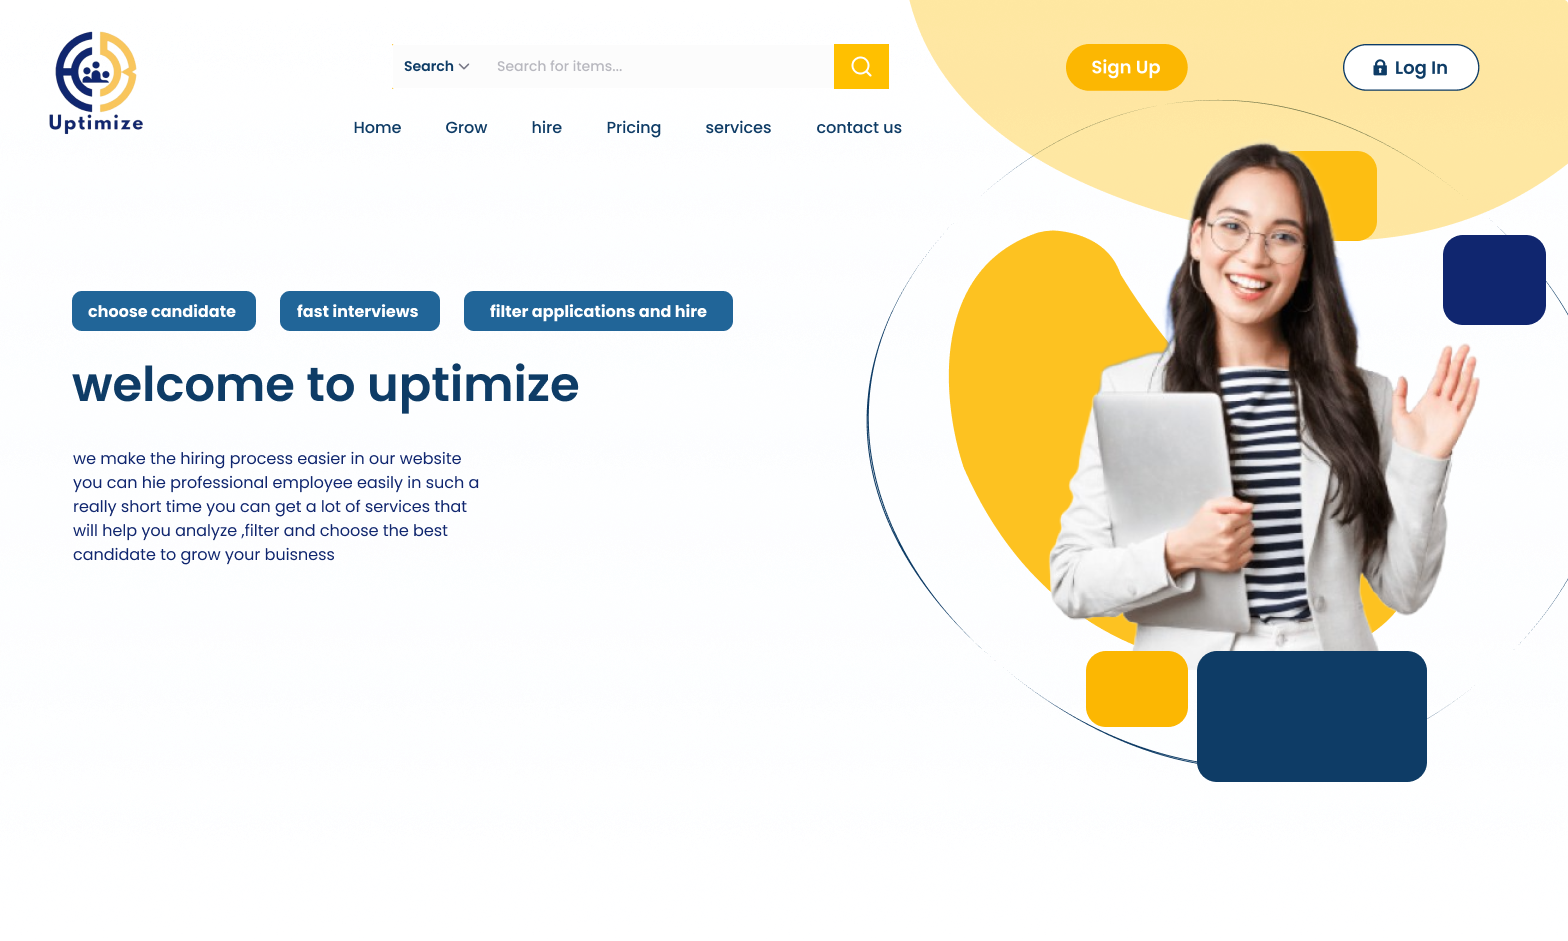 Uptimize
Search
Search for items...
Sign Up
Log In
Home Grow hire Pricing services contact us
choose candidate fast interviews filter applications and hire
welcome to uptimize
we make the hiring process easier in our website
you can hie professional employee easily in such a
really short time you can get a lot of services that
will help you analyze ,filter and choose the best
candidate to grow your buisness